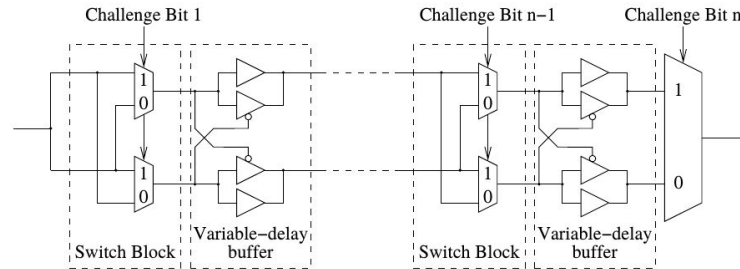 Challenge Bit 1
Challenge Bit n−1
Challenge Bit n
1
0
1
0
Switch Block
Variable−delay
buffer
1
0
1
0
Switch Block
Variable−delay
buffer
1
0